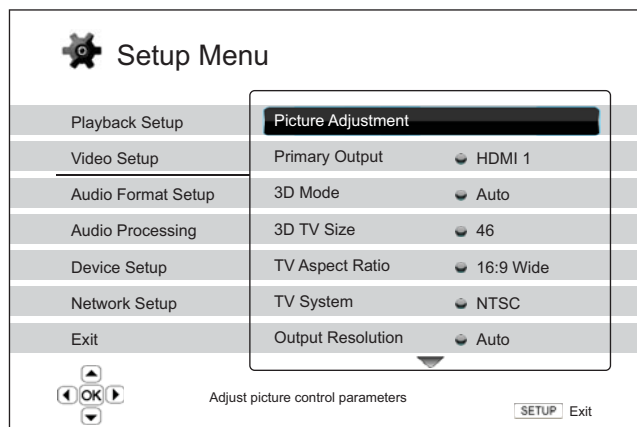 Setup Menu
Playback Setup
Video Setup
Audio Format Setup
Audio Processing
Device Setup
Network Setup
Exit
Picture Adjustment
Primary Output HDMI 1
3D Mode Auto
3D TV Size 46
TV Aspect Ratio 16:9 Wide
TV System NTSC
Output Resolution Auto
OK
Adjust picture control parameters
SETUP Exit